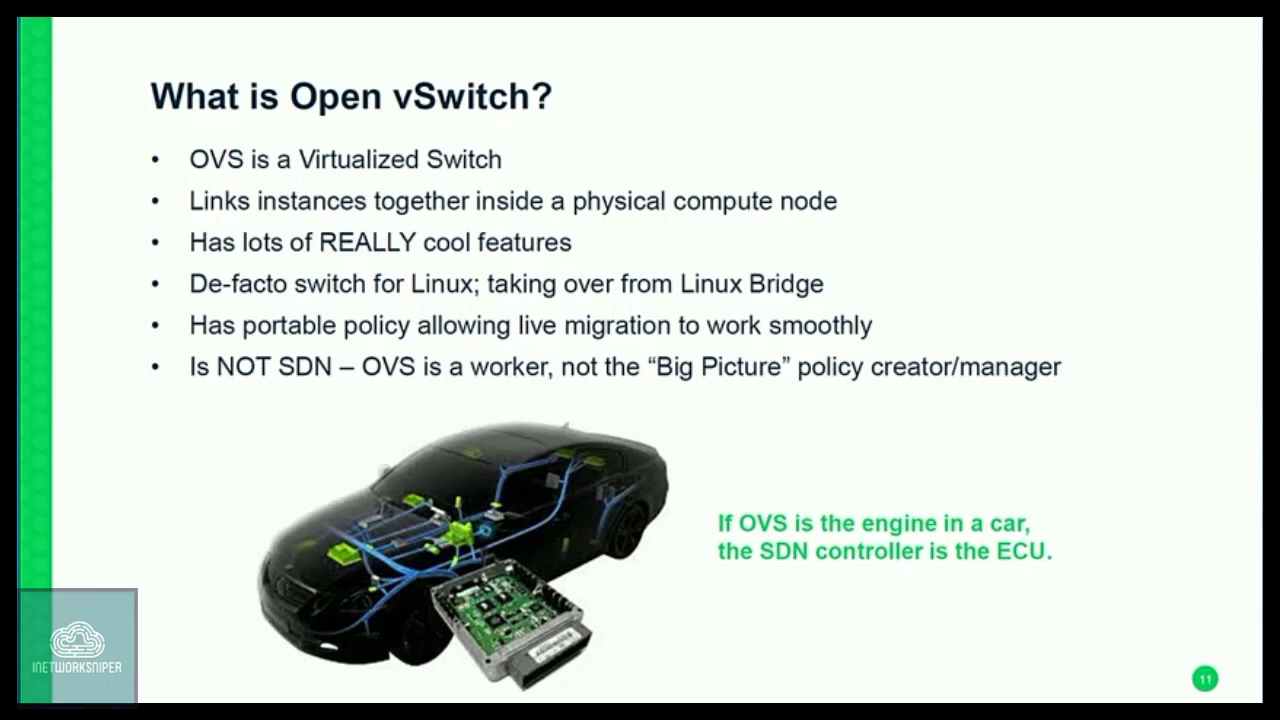 What is Open vSwitch?
• OVS is a Virtualized Switch
• Links instances together inside a physical compute node
• Has lots of REALLY cool features
• De-facto switch for Linux; taking over from Linux Bridge
• Has portable policy allowing live migration to work smoothly
• Is NOT SDN – OVS is a worker, not the “Big Picture” policy creator/manager
If OVS is the engine in a car,
the SDN controller is the ECU.
INETWORKSNIPER
11